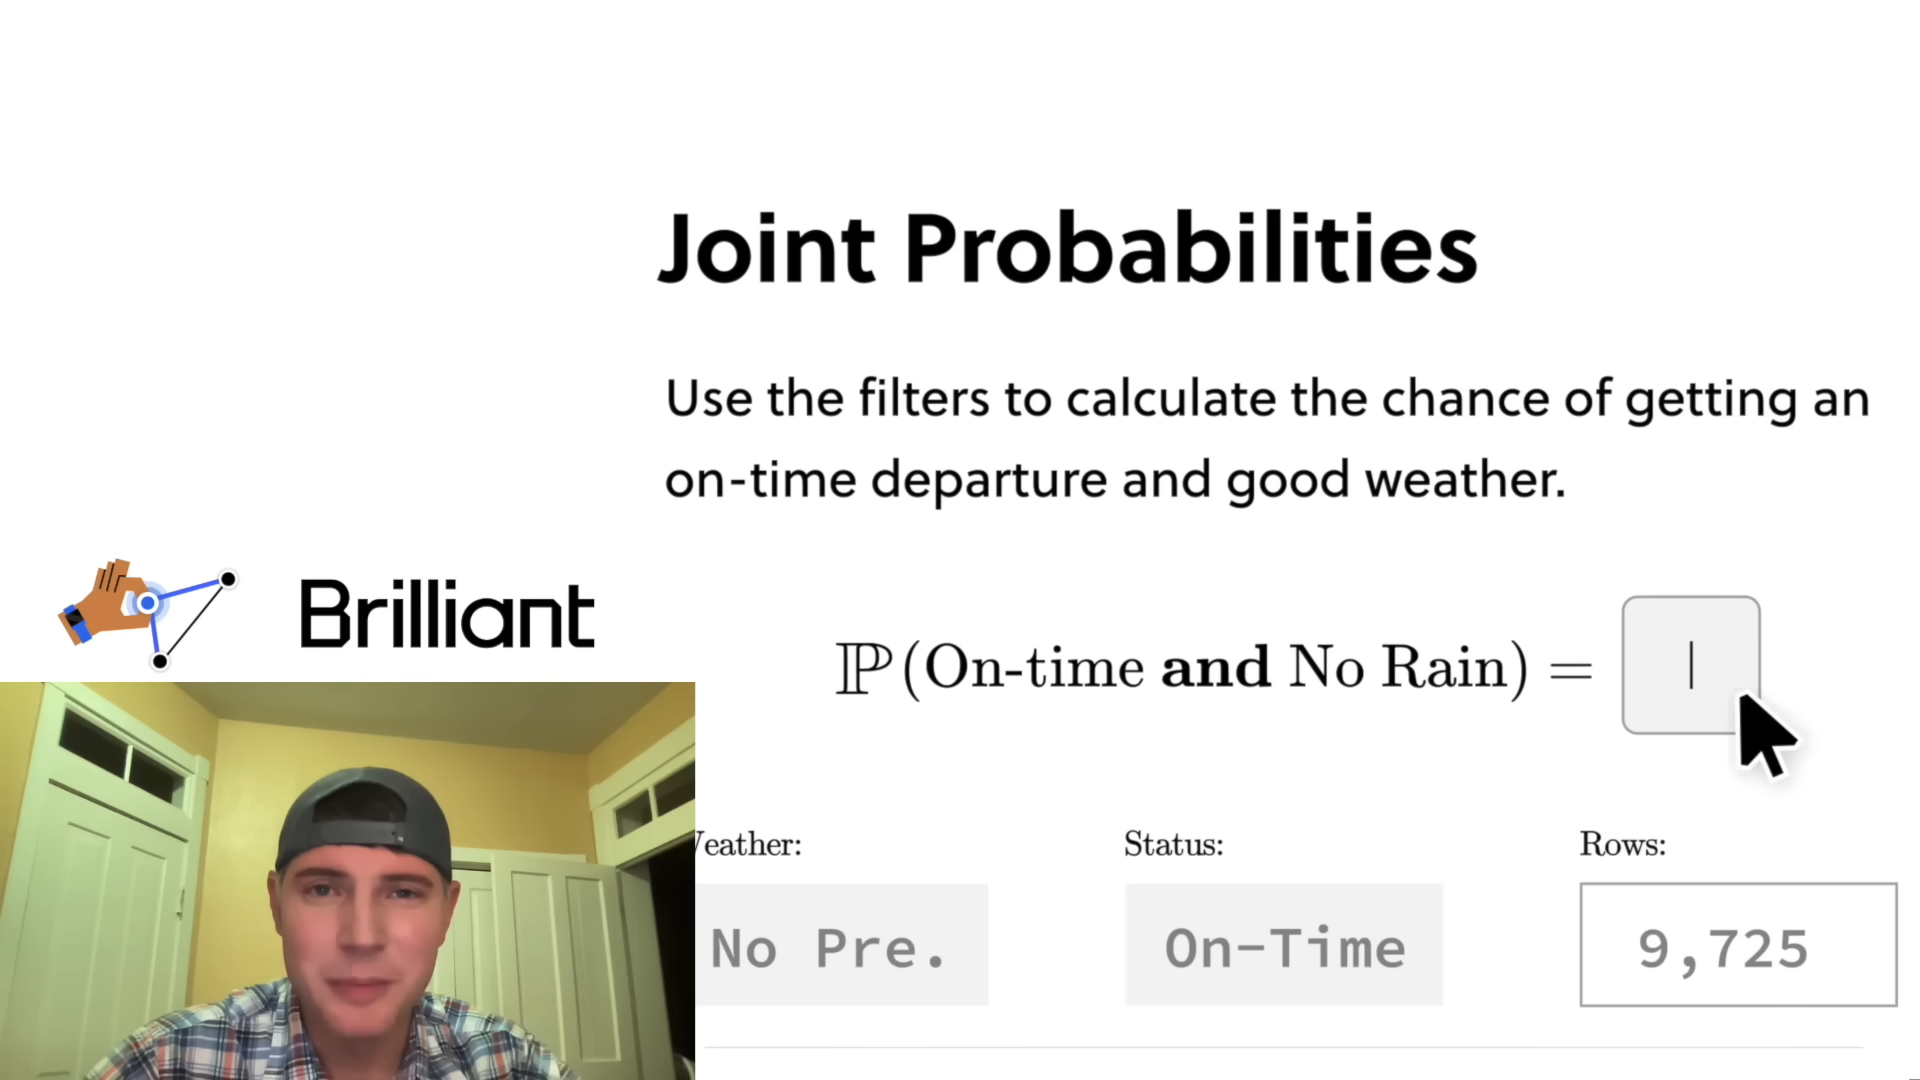 Joint Probabilities
Use the filters to calculate the chance of getting an
on-time departure and good weather.
Brilliant
ℙ(On-time and No Rain) =
eather:
Status:
Rows:
No Pre.
On-Time
9,725